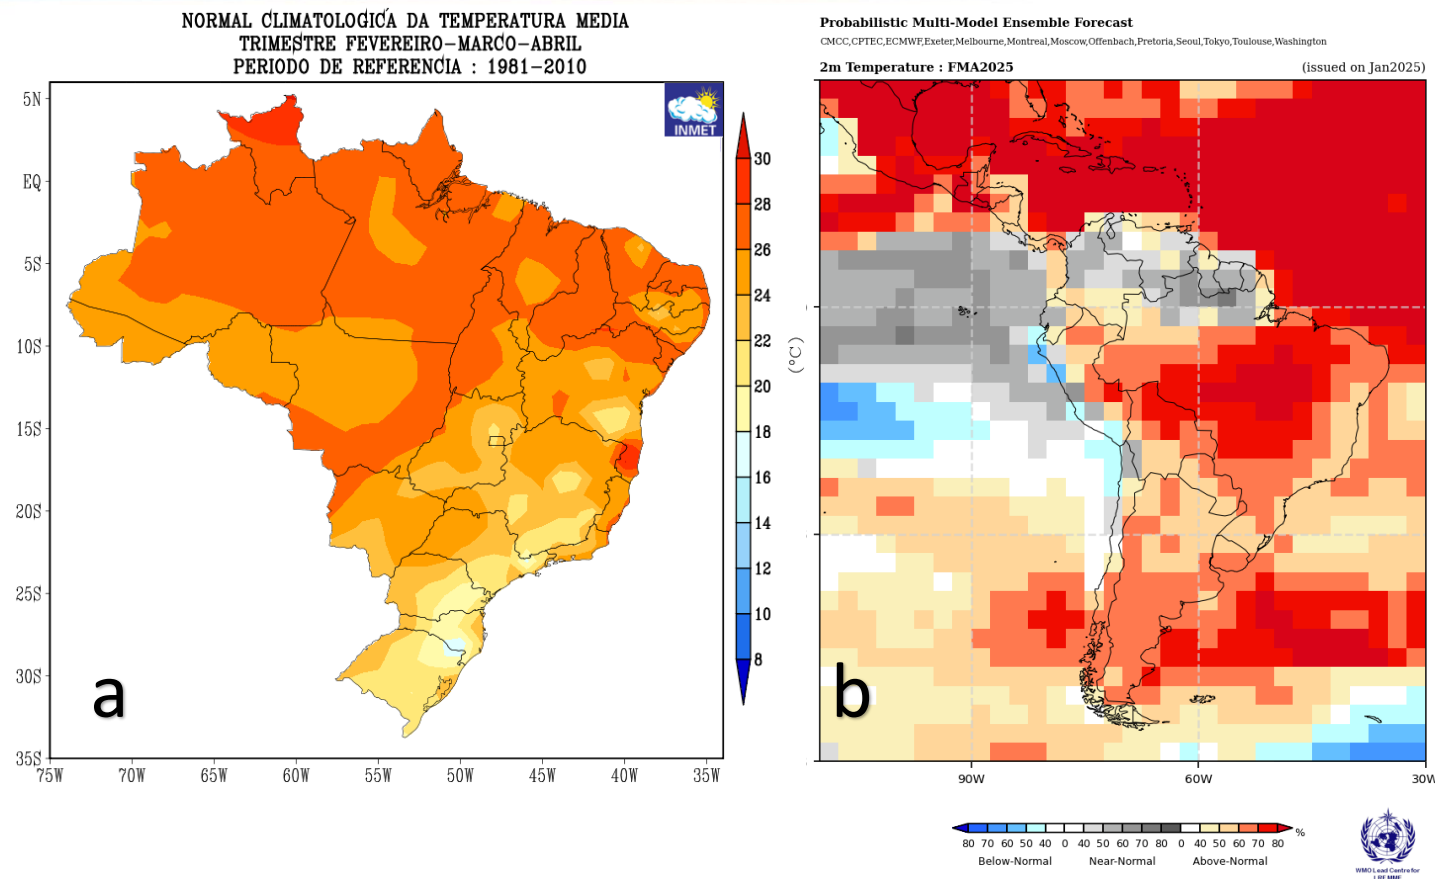 NORMAL CLIMATOLOGICA DA TEMPERATURA MEDIA
TRIMESTRE FEVEREIRO-MARCO-ABRIL
PERIODO DE REFERENCIA : 1981-2010
INMET
5N
EQ
5S
10S
15S
20S
25S
30S
35S
75W 70W 65W 60W 55W 50W 45W 40W 35W
30
28
26
24
22
20
18
16
14
12
10
8
(°C)
a
Probabilistic Multi-Model Ensemble Forecast
CMCC,CPTEC,ECMWF,Exeter,Melbourne,Montreal,Moscow,Offenbach,Pretoria,Seoul,Tokyo,Toulouse,Washington
2m Temperature : FMA2025 (issued on Jan2025)
b
90W 60W 30W
80 70 60 50 40 0 40 50 60 70 80 0 40 50 60 70 80 %
Below-Normal Near-Normal Above-Normal
WMO Lead Centre for